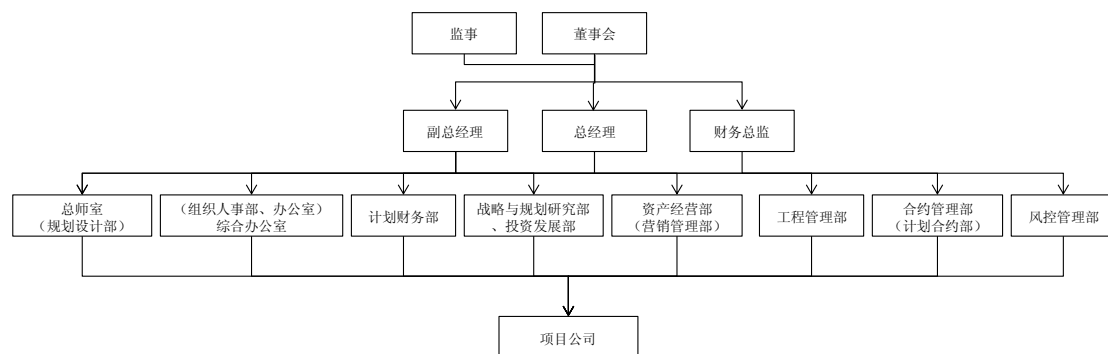 监事
董事会
副总经理
总经理
财务总监
总师室
（规划设计部）
（组织人事部、办公室）
综合办公室
计划财务部
战略与规划研究部
、投资发展部
资产经营部
（营销管理部）
工程管理部
合约管理部
（计划合约部）
风控管理部
项目公司